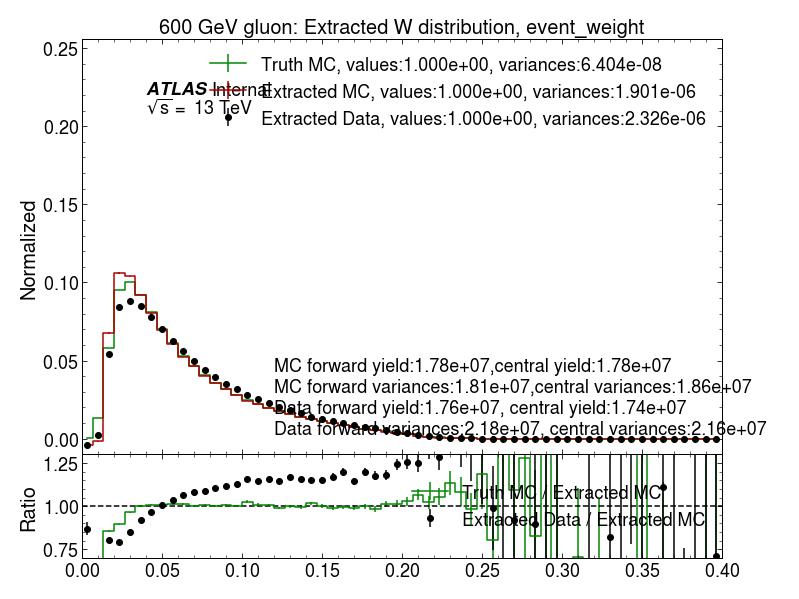 600 GeV gluon: Extracted W distribution, event_weight
Truth MC, values:1.000e+00, variances:6.404e-08
ATLAS Internal
Extracted MC, values:1.000e+00, variances:1.901e-06
√s = 13 TeV
Extracted Data, values:1.000e+00, variances:2.326e-06
Normalized
0.25
0.20
0.15
0.10
0.05
0.00
MC forward yield:1.78e+07,central yield:1.78e+07
MC forward variances:1.81e+07,central variances:1.86e+07
Data forward yield:1.76e+07, central yield:1.74e+07
Data forward variances:2.18e+07, central variances:2.16e+07
Ratio
1.25
1.00
0.75
Truth MC / Extracted MC
Extracted Data / Extracted MC
0.00 0.05 0.10 0.15 0.20 0.25 0.30 0.35 0.40